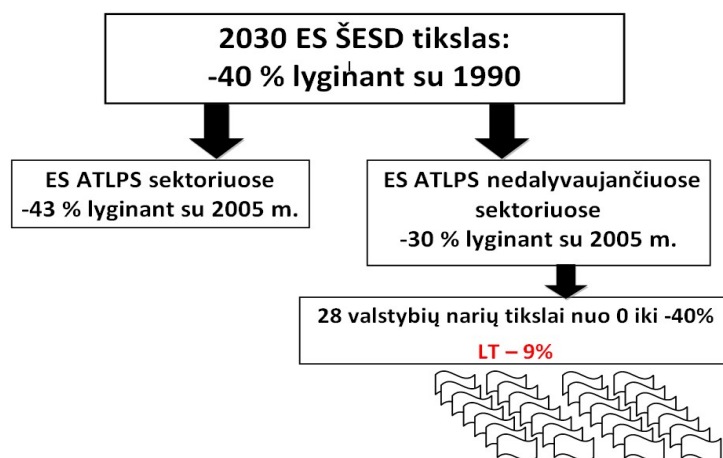 2030 ES ŠESD tikslas:
-40 % lyginant su 1990
ES ATLPS sektoriuose
-43 % lyginant su 2005 m.
ES ATLPS nedalyvaujančiuose
sektoriuose
-30 % lyginant su 2005 m.
28 valstybių narių tikslai nuo 0 iki -40%
LT – 9%